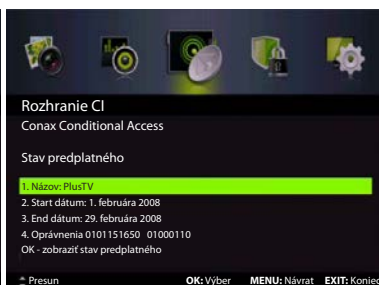 Rozhranie CI
Conax Conditional Access
Stav predplatného
1. Názov: PlusTV
2. Start dátum: 1. februára 2008
3. End dátum: 29. februára 2008
4. Oprávnenia 0101151650 01000110
OK - zobraziť stav predplatného
Presun OK: Výber MENU: Návrat EXIT: Koniec